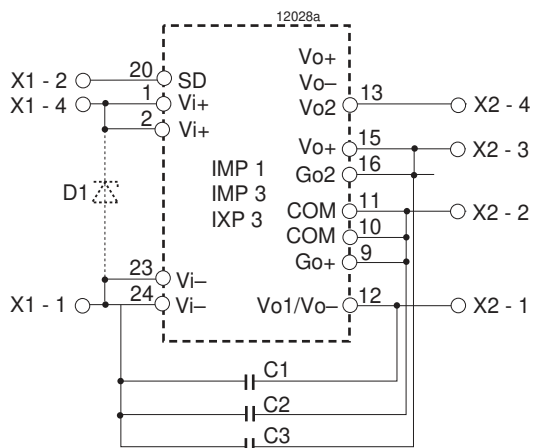 12028a
Vo+
Vo–
X1 - 2 20 SD
Vo2 13 X2 - 4
X1 - 4 1 Vi+
2 Vi+
Vo+ 15 X2 - 3
Go2 16
D1
IMP 1
IMP 3
IXP 3
COM 11 X2 - 2
COM 10
Go+ 9
23 Vi–
X1 - 1 24 Vi–
Vo1/Vo– 12 X2 - 1
C1
C2
C3